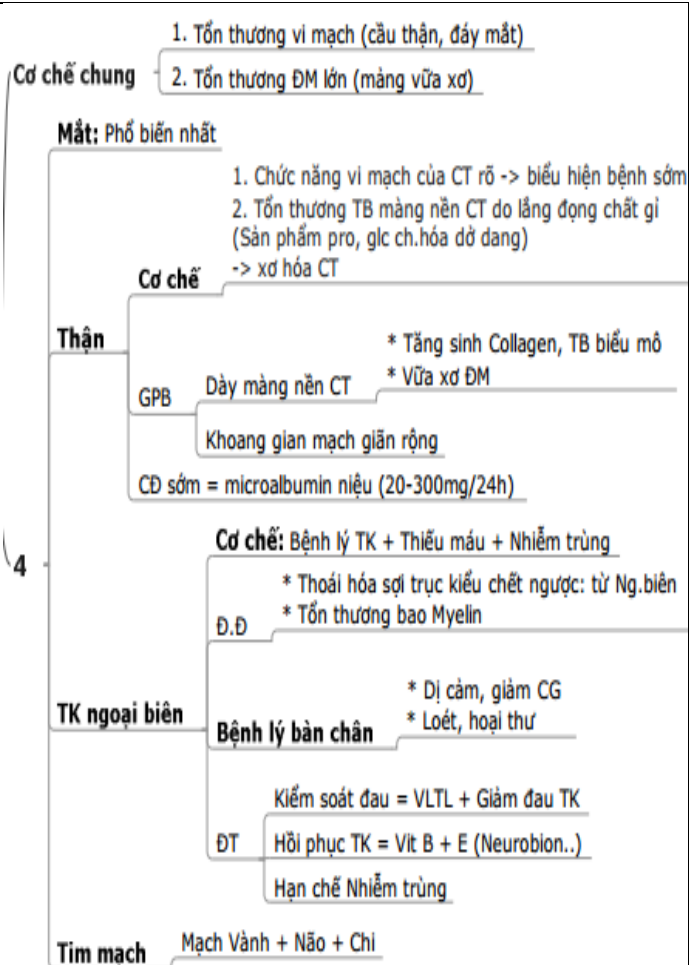 Cơ chế chung
1. Tổn thương vi mạch (cầu thận, đáy mắt)
2. Tổn thương ĐM lớn (màng vữa xơ)
4
Mắt: Phổ biến nhất
Thận
Cơ chế
1. Chức năng vi mạch của CT rõ -> biểu hiện bệnh sớm
2. Tổn thương TB màng nền CT do lắng đọng chất gỉ
(Sản phẩm pro, glc ch.hóa dở dang)
-> xơ hóa CT
GPB
Dày màng nền CT
* Tăng sinh Collagen, TB biểu mô
* Vữa xơ ĐM
Khoang gian mạch giãn rộng
CĐ sớm = microalbumin niệu (20-300mg/24h)
TK ngoại biên
Cơ chế: Bệnh lý TK + Thiếu máu + Nhiễm trùng
Đ.Đ
* Thoái hóa sợi trục kiểu chết ngược: từ Ng.biên
* Tổn thương bao Myelin
Bệnh lý bàn chân
* Dị cảm, giảm CG
* Loét, hoại thư
ĐT
Kiểm soát đau = VLTL + Giảm đau TK
Hồi phục TK = Vit B + E (Neurobion..)
Hạn chế Nhiễm trùng
Tim mạch
Mạch Vành + Não + Chi